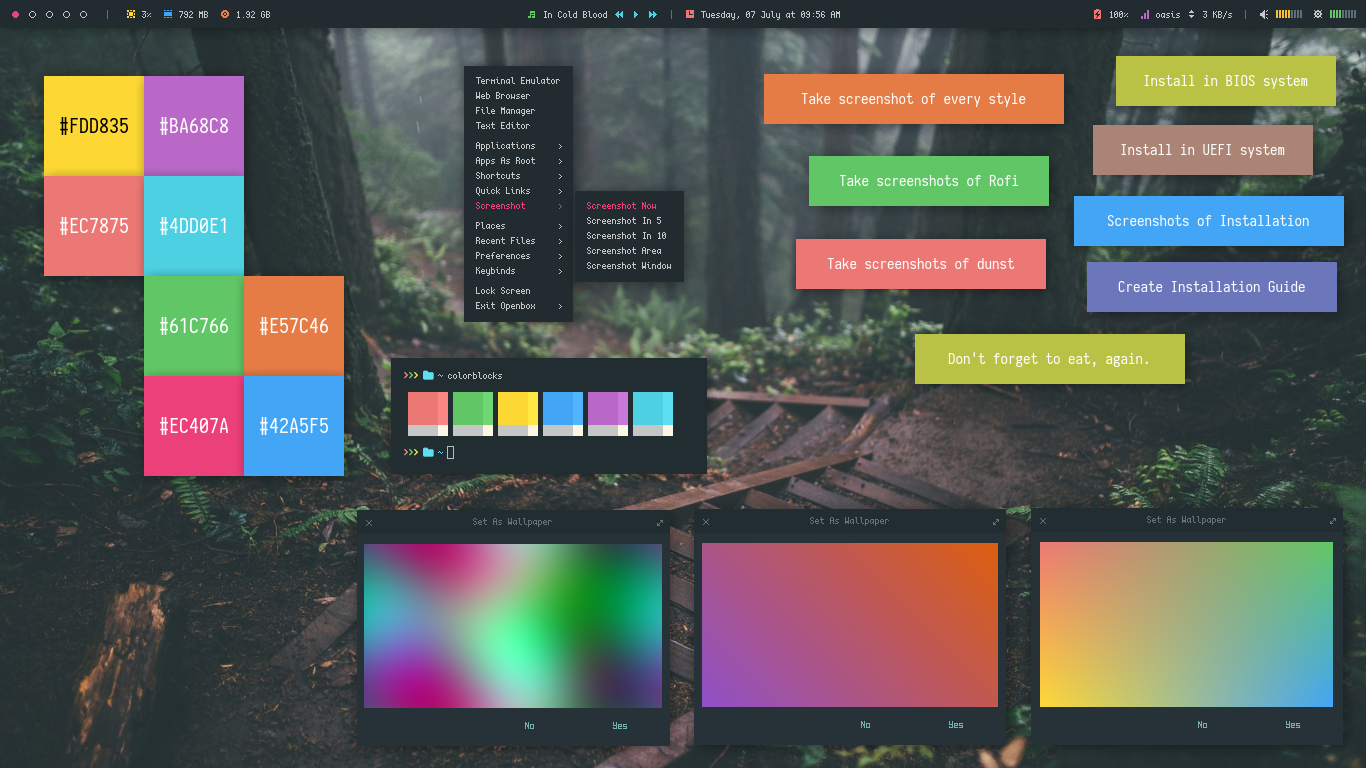 3% 792 MB 1.92 GB In Cold Blood Tuesday, 07 July at 09:56 AM 100% oasis 3 KB/s
#FDD835 #BA68C8
#EC7875 #4DD0E1
#61C766 #E57C46
#EC407A #42A5F5
Terminal Emulator
Web Browser
File Manager
Text Editor
Applications
Apps As Root
Shortcuts
Quick Links
Screenshot
Places
Recent Files
Preferences
Keybinds
Lock Screen
Exit Openbox
Screenshot Now
Screenshot In 5
Screenshot In 10
Screenshot Area
Screenshot Window
Take screenshot of every style
Take screenshots of Rofi
Take screenshots of dunst
Install in BIOS system
Install in UEFI system
Screenshots of Installation
Create Installation Guide
Don't forget to eat, again.
~ colorblocks
~
Set As Wallpaper
No Yes
Set As Wallpaper
No Yes
Set As Wallpaper
No Yes